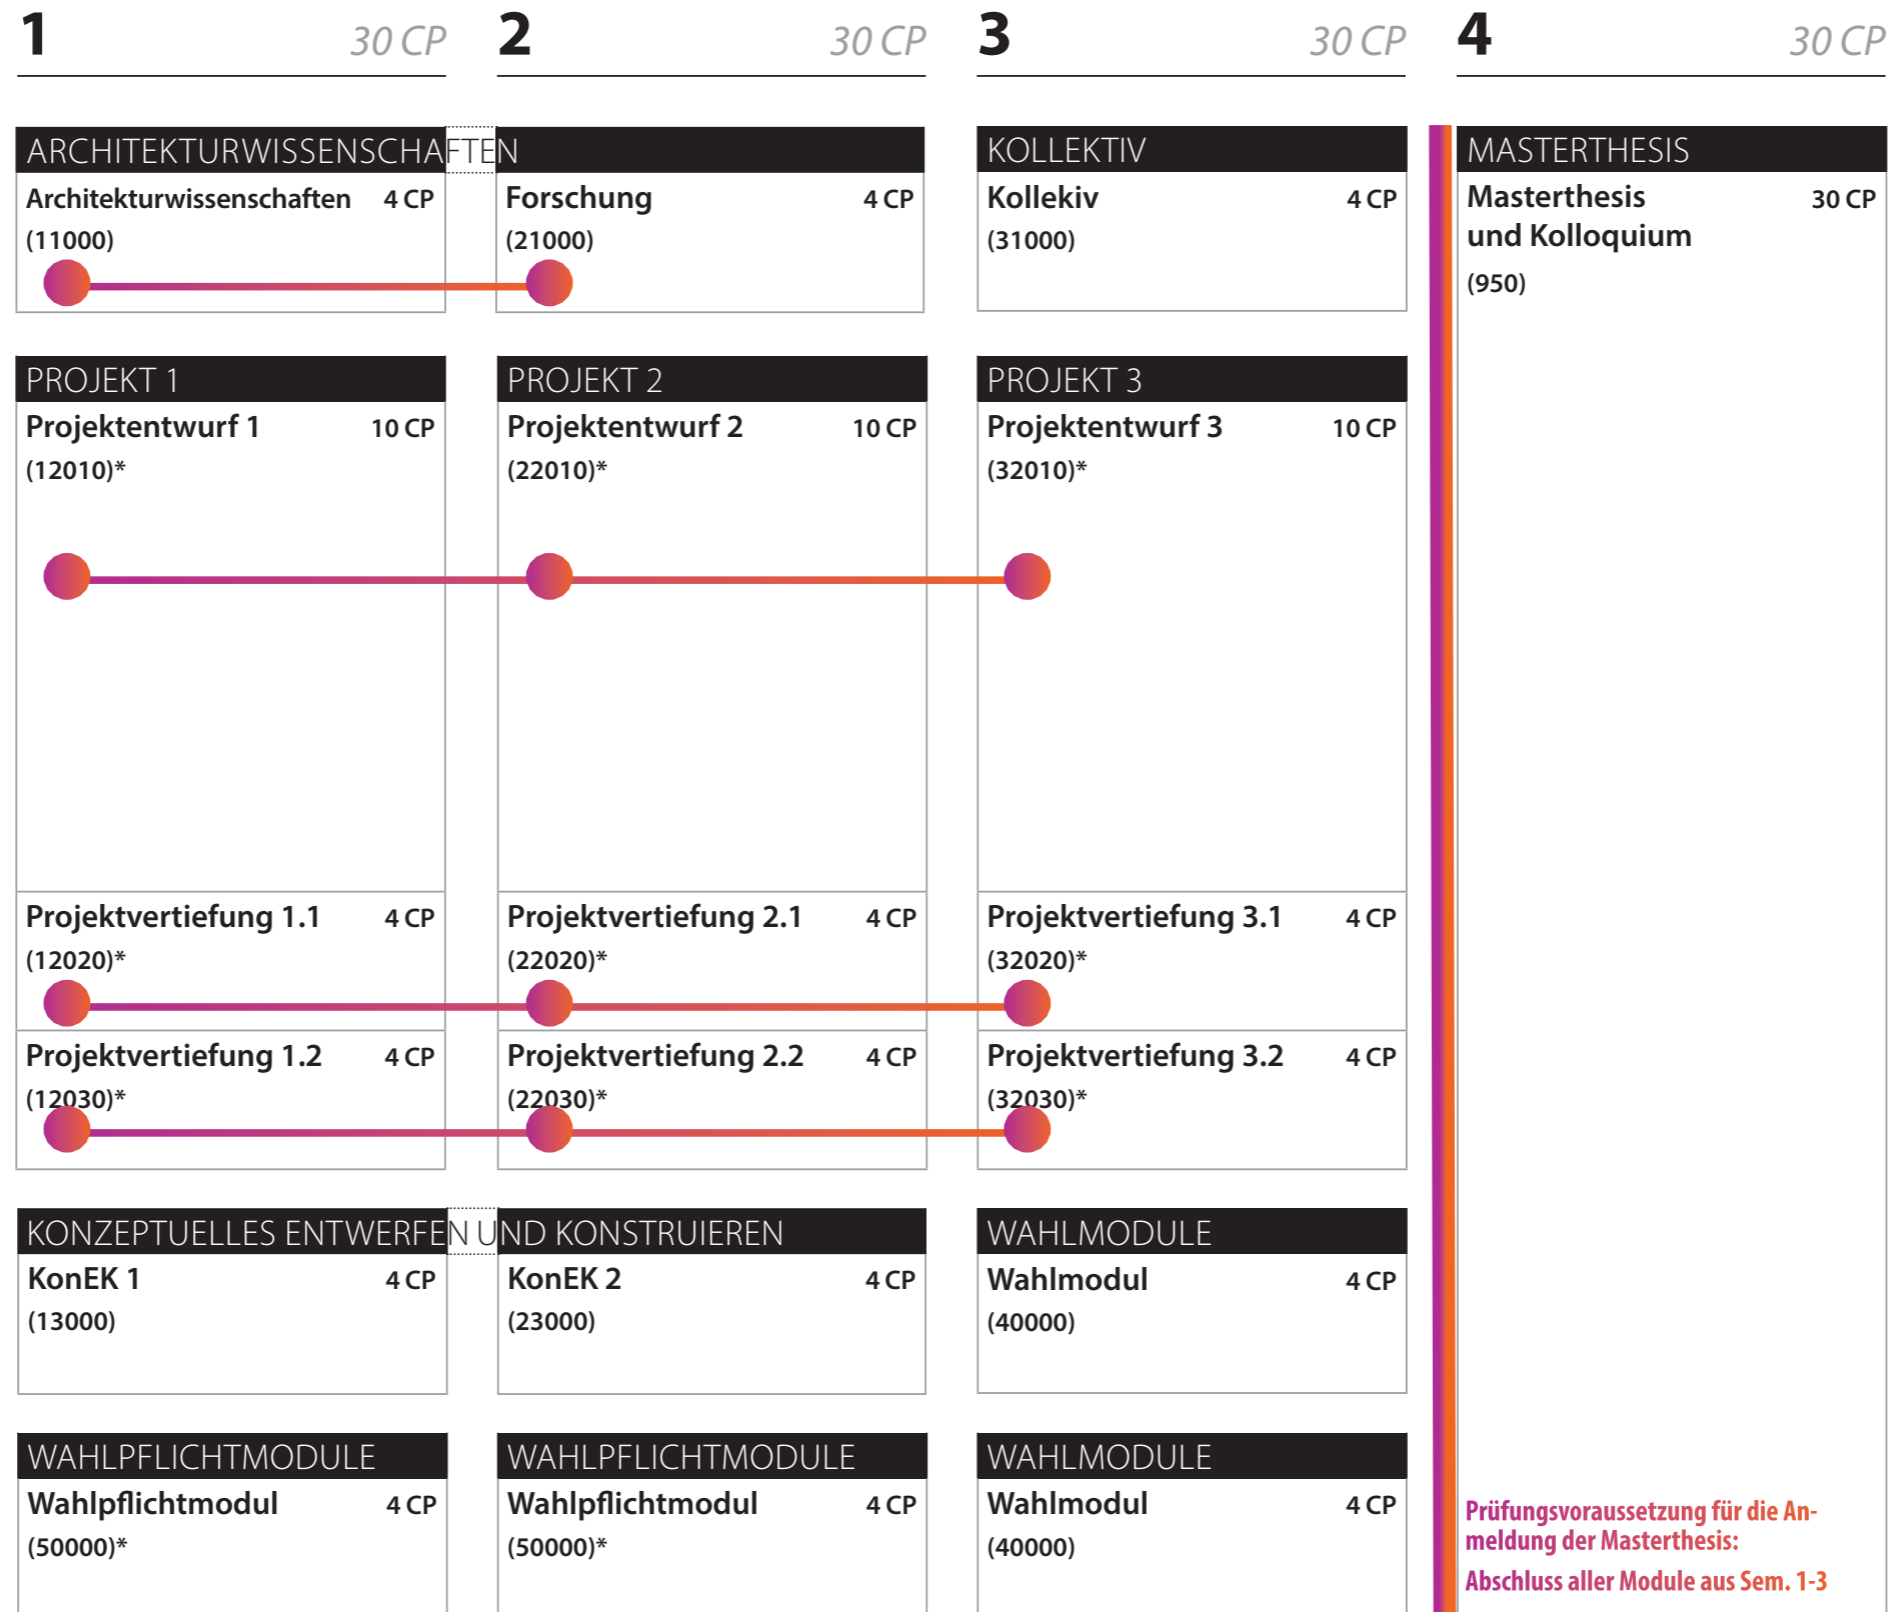 1 30 CP 2 30 CP 3 30 CP 4 30 CP
ARCHITEKTURWISSENSCHAFTEN
Architekturwissenschaften 4 CP
(11000)
Forschung 4 CP
(21000)
KOLLEKTIV
Kollekiv 4 CP
(31000)
MASTERTHESIS
Masterthesis 30 CP
und Kolloquium
(950)
PROJEKT 1
Projektentwurf 1 10 CP
(12010)*
Projektvertiefung 1.1 4 CP
(12020)*
Projektvertiefung 1.2 4 CP
(12030)*
PROJEKT 2
Projektentwurf 2 10 CP
(22010)*
Projektvertiefung 2.1 4 CP
(22020)*
Projektvertiefung 2.2 4 CP
(22030)*
PROJEKT 3
Projektentwurf 3 10 CP
(32010)*
Projektvertiefung 3.1 4 CP
(32020)*
Projektvertiefung 3.2 4 CP
(32030)*
KONZEPTUELLES ENTWERFEN UND KONSTRUIEREN
KonEK 1 4 CP
(13000)
KonEK 2 4 CP
(23000)
WAHLMODULE
Wahlmodul 4 CP
(40000)
WAHLPFLICHTMODULE
Wahlpflichtmodul 4 CP
(50000)*
WAHLPFLICHTMODULE
Wahlpflichtmodul 4 CP
(50000)*
WAHLMODULE
Wahlmodul 4 CP
(40000)
Prüfungsvoraussetzung für die An-
meldung der Masterthesis:
Abschluss aller Module aus Sem. 1-3